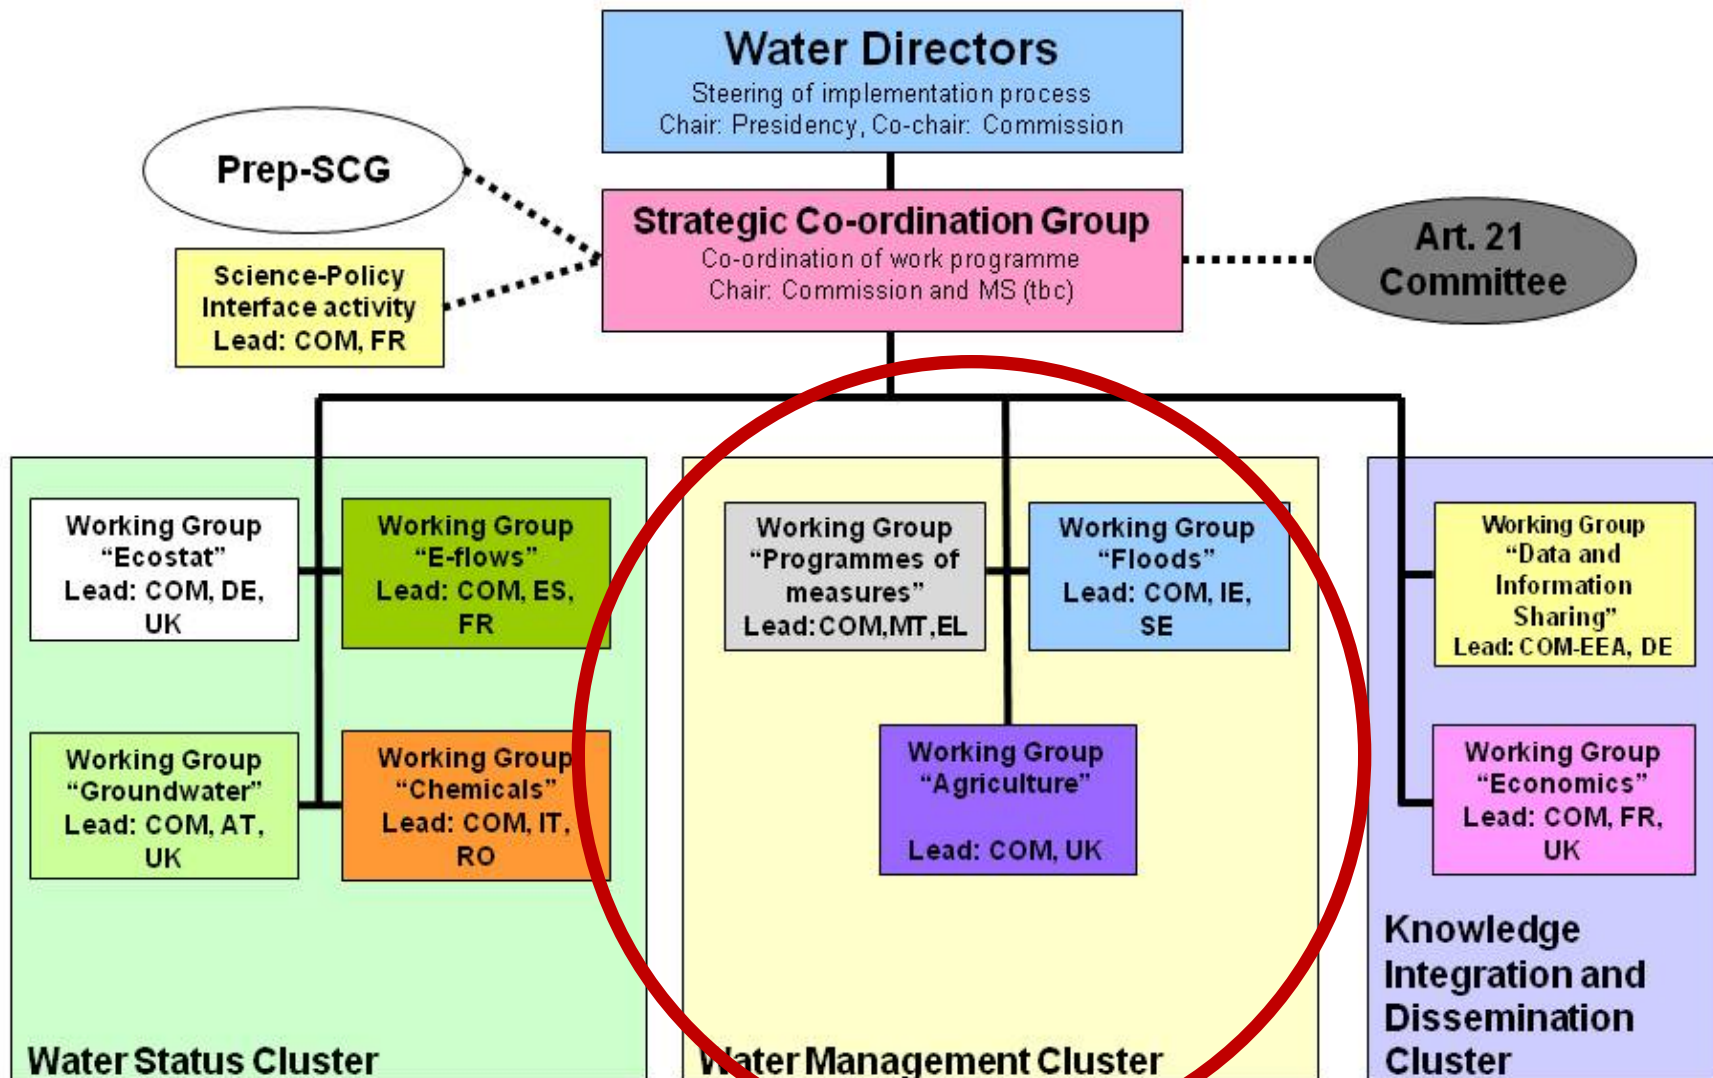 Water Directors
Steering of implementation process
Chair: Presidency, Co-chair: Commission
Prep-SCG
Strategic Co-ordination Group
Co-ordination of work programme
Chair: Commission and MS (tbc)
Art. 21
Committee
Science-Policy
Interface activity
Lead: COM, FR
Working Group
“Ecostat”
Lead: COM, DE,
UK
Working Group
“E-flows”
Lead: COM, ES,
FR
Working Group
“Groundwater”
Lead: COM, AT,
UK
Working Group
“Chemicals”
Lead: COM, IT,
RO
Water Status Cluster
Working Group
“Programmes of
measures”
Lead:COM,MT,EL
Working Group
“Floods”
Lead: COM, IE,
SE
Working Group
“Agriculture”
Lead: COM, UK
Water Management Cluster
Working Group
“Data and
Information
Sharing”
Lead: COM-EEA, DE
Working Group
“Economics”
Lead: COM, FR,
UK
Knowledge
Integration and
Dissemination
Cluster